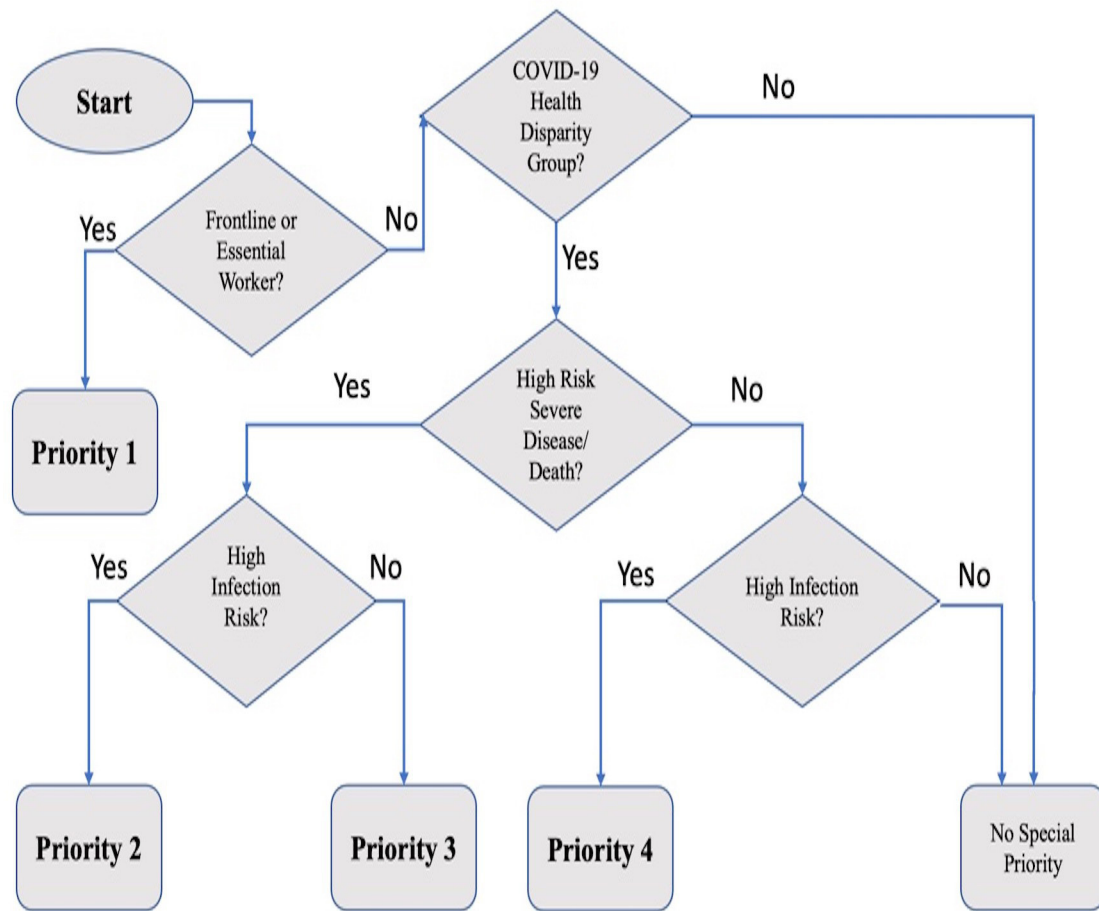 Start
COVID-19
Health
Disparity
Group?
No
Yes
Frontline or
Essential
Worker?
No
Yes
Priority 1
Yes
High Risk
Severe
Disease/
Death?
No
Yes
High
Infection
Risk?
No
Yes
High Infection
Risk?
No
Priority 2
Priority 3
Priority 4
No Special
Priority